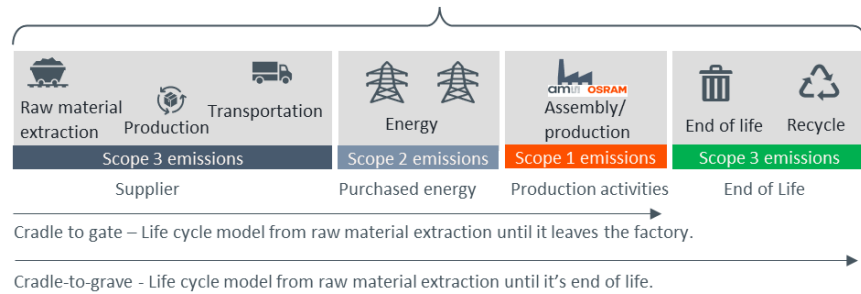 Raw material
extraction
Production
Transportation
Energy
amu OSRAM
Assembly/
production
End of life
Recycle
Scope 3 emissions
Scope 2 emissions
Scope 1 emissions
Scope 3 emissions
Supplier
Purchased energy
Production activities
End of Life
Cradle to gate – Life cycle model from raw material extraction until it leaves the factory.
Cradle-to-grave - Life cycle model from raw material extraction until it’s end of life.